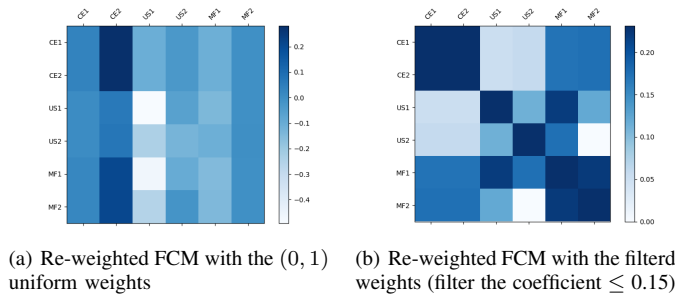 CE1 CE2 US1 US2 MF1 MF2
CE1
CE2
US1
US2
MF1
MF2
0.2
0.1
0.0
−0.1
−0.2
−0.3
−0.4
CE1 CE2 US1 US2 MF1 MF2
CE1
CE2
US1
US2
MF1
MF2
0.20
0.15
0.10
0.05
0.00
(a) Re-weighted FCM with the (0, 1)
uniform weights
(b) Re-weighted FCM with the filterd
weights (filter the coefficient ≤ 0.15)